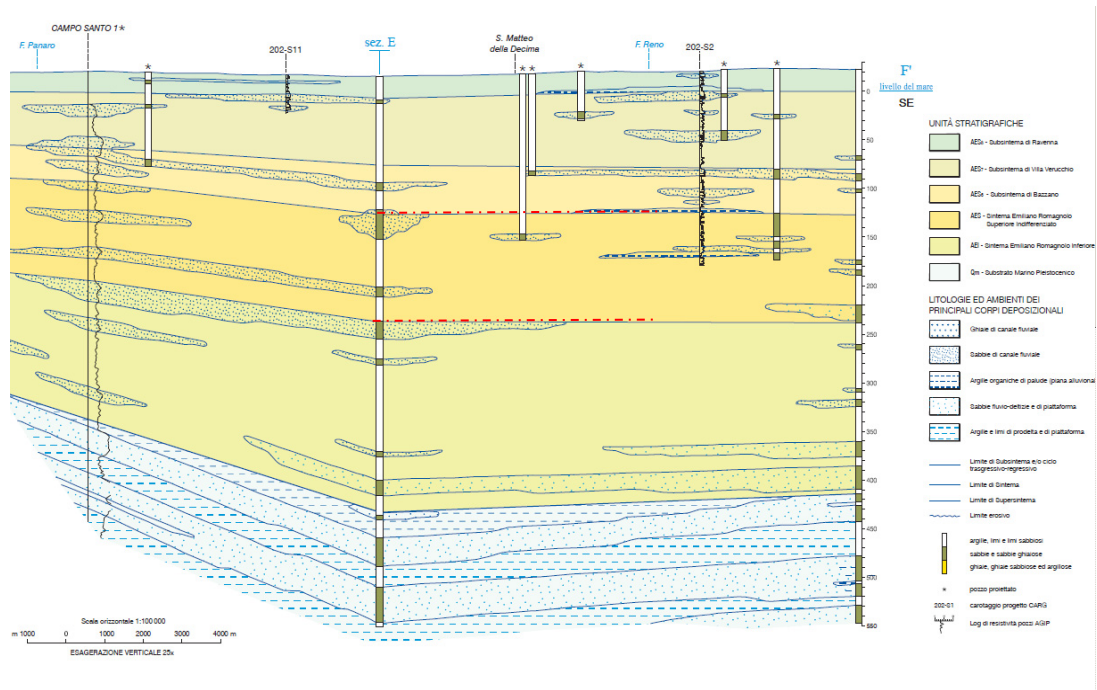 CAMPO SANTO 1*
F. Panaro
202-S11
sez. E
S. Matteo
della Decima
F. Reno
202-S2
*
*
*
*
*
*
F'
livello del mare
SE
0
50
100
150
200
250
300
350
400
450
500
550
UNITÀ STRATIGRAFICHE
AES8 - Subsintema di Ravenna
AES7 - Subsintema di Villa Verucchio
AES6 - Subsintema di Bazzano
AES - Sintema Emiliano Romagnolo
Superiore indifferenziato
AEI - Sintema Emiliano Romagnolo Inferiore
Qm - Substrato Marino Pleistocenico
LITOLOGIE ED AMBIENTI DEI
PRINCIPALI CORPI DEPOSIZIONALI
Ghiaie di canale fluviale
Sabbie di canale fluviale
Argille organiche di palude (piana alluvional
Sabbie fluvio-deltizie e di piattaforma
Argille e limi di prodelta e di piattaforma
Limite di Subsintema e/o ciclo
trasgressivo-regressivo
Limite di Sintema
Limite di Supersintema
Limite erosivo
argille, limi e limi sabbiosi
sabbie e sabbie ghiaiose
ghiaie, ghiaie sabbiose ed argillose
* pozzo proiettato
202-01 carotaggio progetto CARG
Log di resistività pozzi AGIP
Scala orizzontale 1:100 000
m 1000 0 1000 2000 3000 4000 m
ESAGERAZIONE VERTICALE 25x